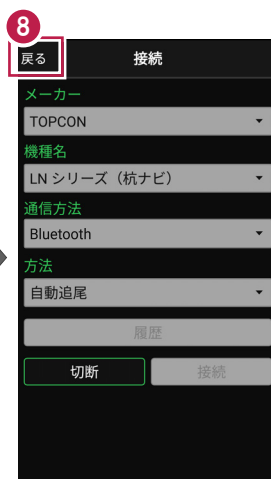 8
戻る 接続
メーカー
TOPCON
機種名
LN シリーズ（杭ナビ）
通信方法
Bluetooth
方法
自動追尾
履歴
切断 接続